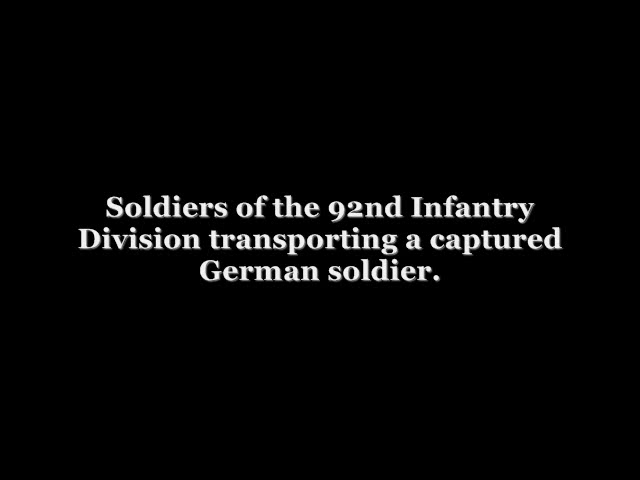 Soldiers of the 92nd Infantry
Division transporting a captured
German soldier.